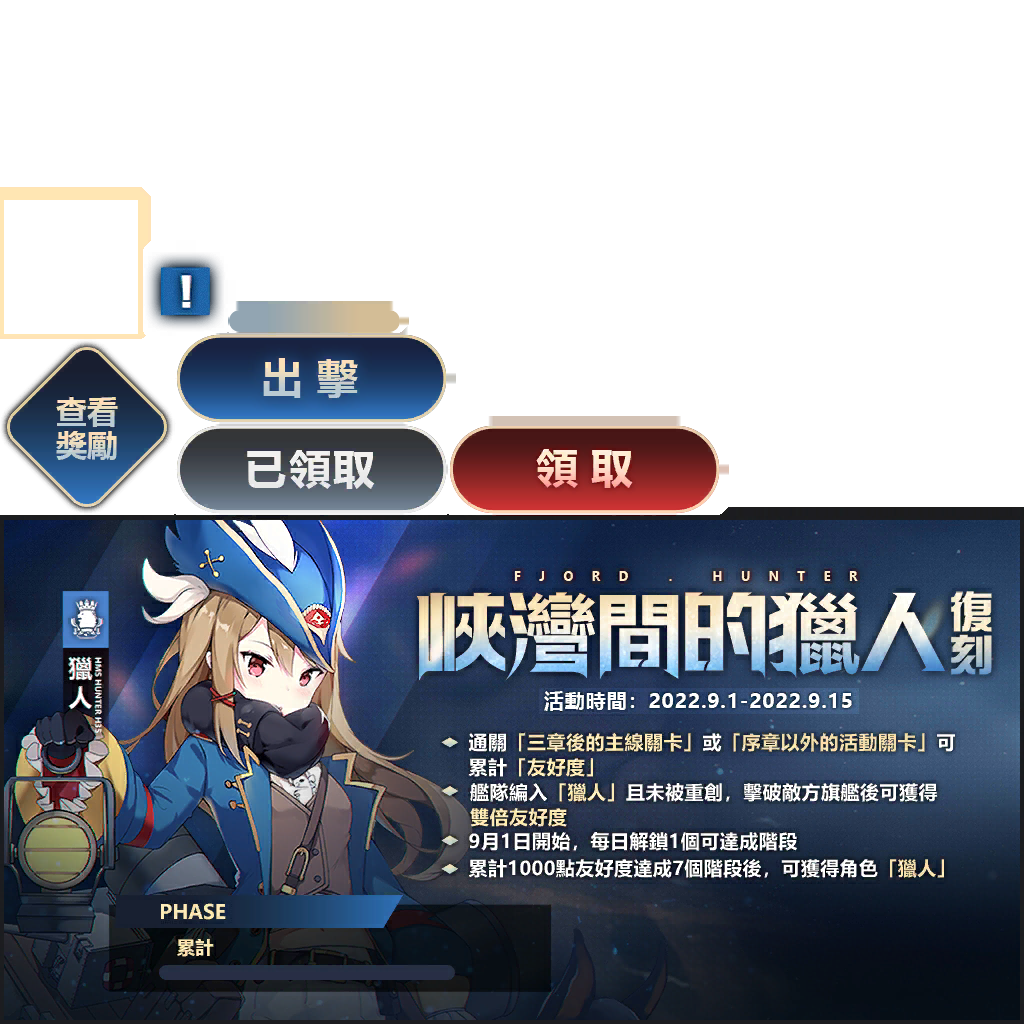 !
出擊
查看
獎勵
已領取
領取
FJORD . HUNTER
峽灣間的獵人
復刻
活動時間：2022.9.1-2022.9.15
獵人
HMS HUNTER H35
通關「三章後的主線關卡」或「序章以外的活動關卡」可
累計「友好度」
艦隊編入「獵人」且未被重創，擊破敵方旗艦後可獲得
雙倍友好度
9月1日開始，每日解鎖1個可達成階段
累計1000點友好度達成7個階段後，可獲得角色「獵人」
PHASE
累計